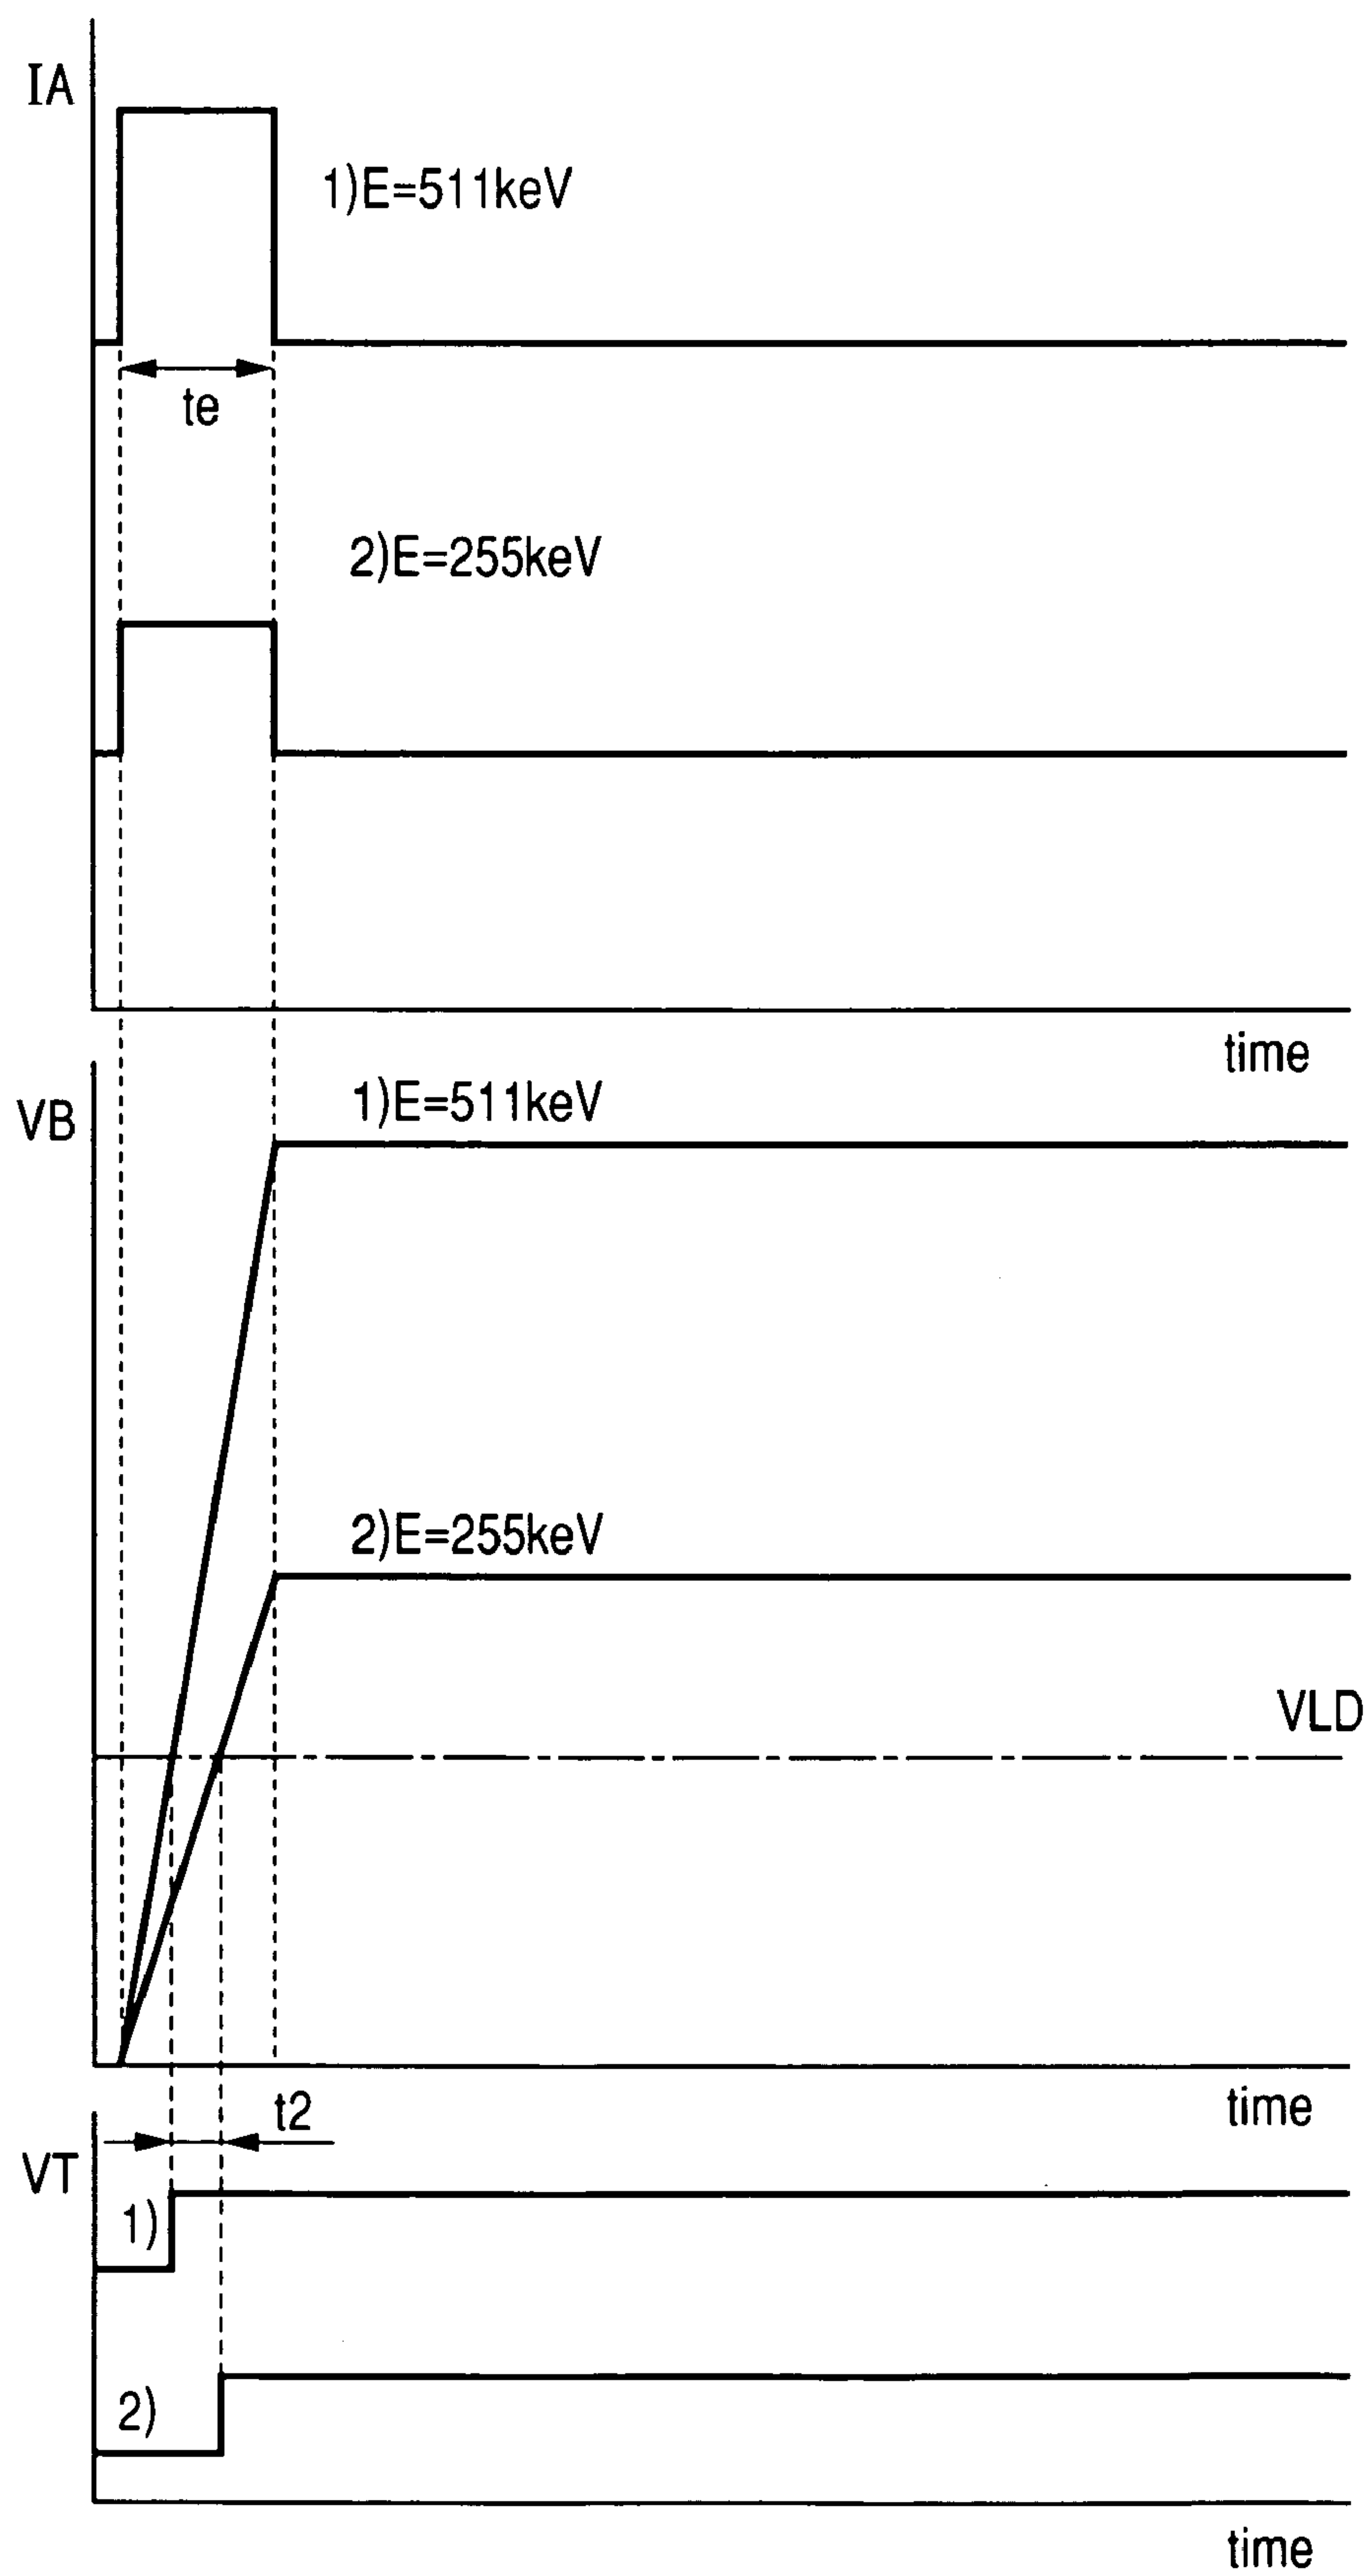 IA
1)E=511keV
te
2)E=255keV
time
VB
1)E=511keV
2)E=255keV
VLD
time
t2
VT
1)
2)
time